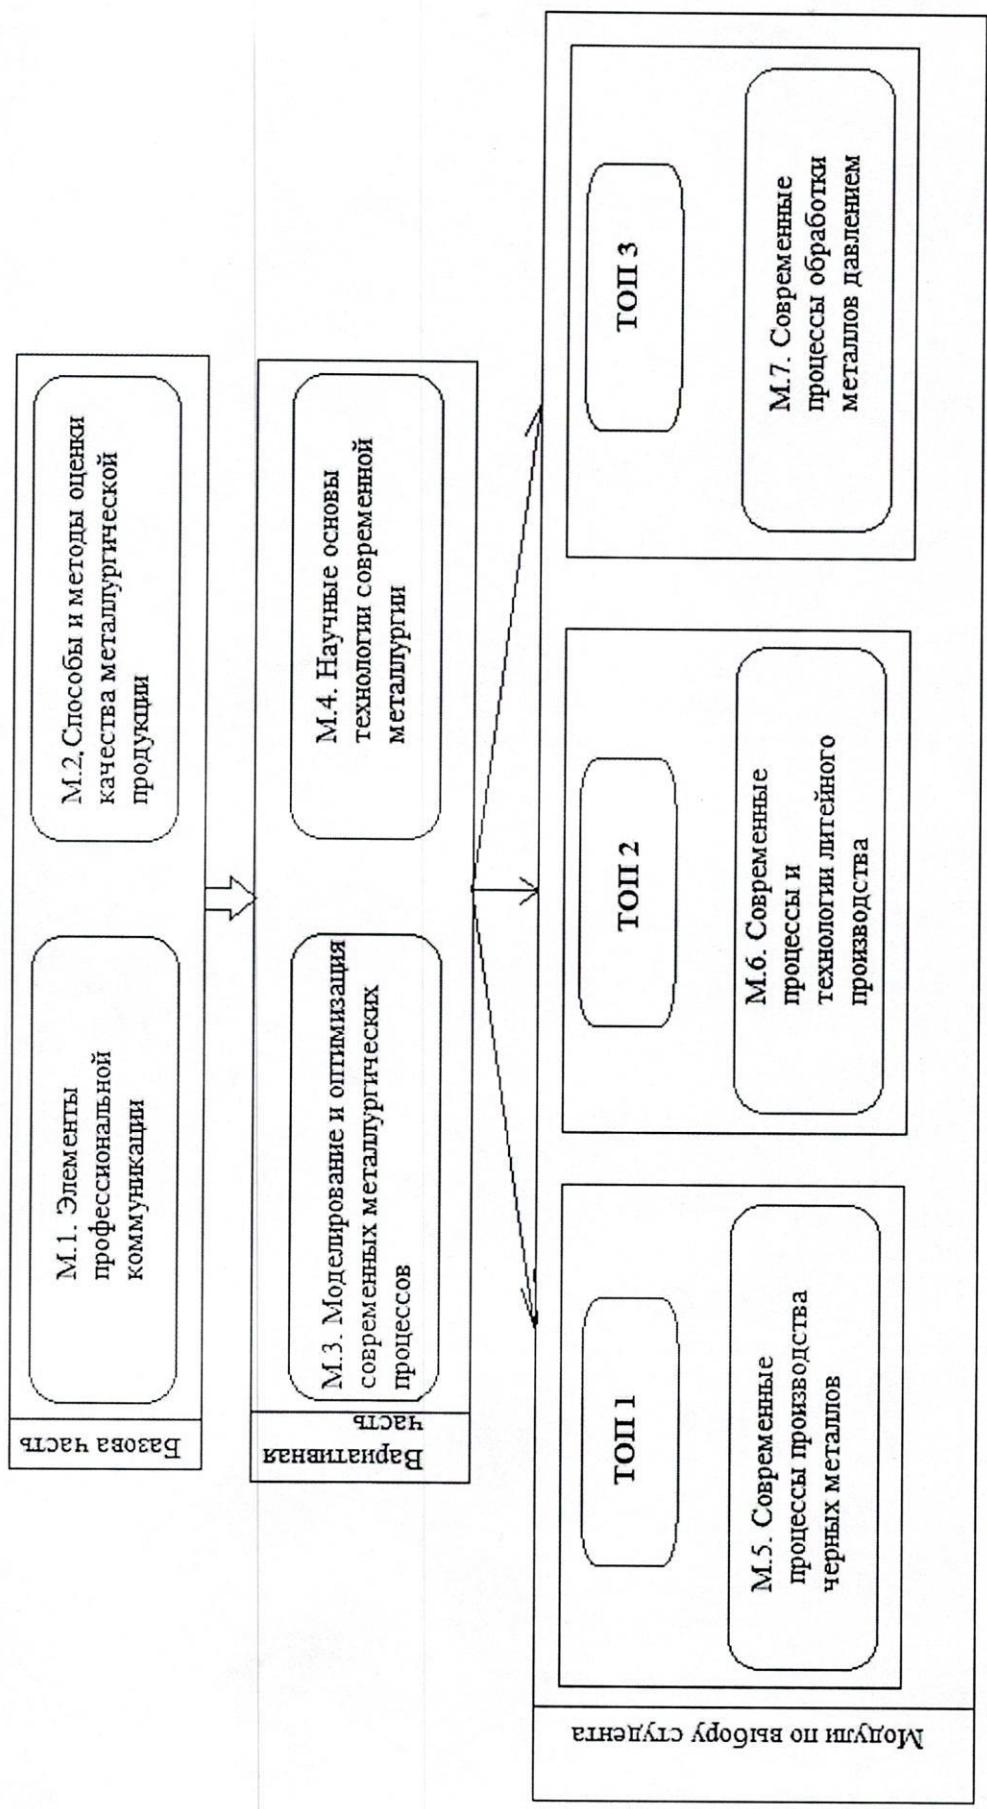 Базова часть
М.1. Элементы
профессиональной
коммуникации
М.2. Способы и методы оценки
качества металлургической
продукции
Вариативная
часть
М.3. Моделирование и оптимизация
современных металлургических
процессов
М.4. Научные основы
технологии современной
металлургии
Модули по выбору студента
ТОП 1
М.5. Современные
процессы производства
черных металлов
ТОП 2
М.6. Современные
процессы и
технологии литейного
производства
ТОП 3
М.7. Современные
процессы обработки
металлов давлением